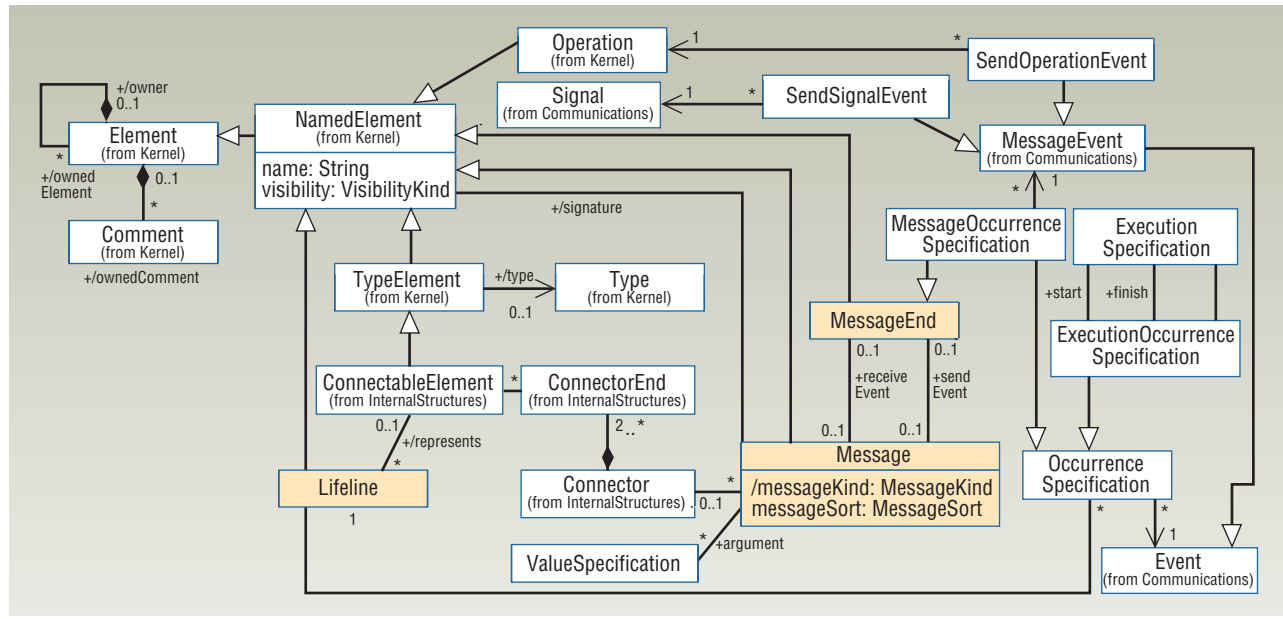 Operation
(from Kernel)
1
*
SendOperationEvent
+/owner
0..1
Signal
(from Communications)
1
*
SendSignalEvent
NamedElement
(from Kernel)
Element
(from Kernel)
MessageEvent
(from Communications)
name: String
visibility: VisibilityKind
*
+/owned
Element
0..1
*
1
*
+/signature
Comment
(from Kernel)
+/ownedComment
MessageOccurrence
Specification
Execution
Specification
TypeElement
(from Kernel)
+/type
0..1
Type
(from Kernel)
+start
+finish
MessageEnd
ExecutionOccurrence
Specification
0..1
0..1
ConnectableElement
(from InternalStructures)
*
ConnectorEnd
(from InternalStructures)
+receive
Event
+send
Event
0..1
+/represents
*
2..*
0..1
0..1
Message
Lifeline
1
Connector
(from InternalStructures)
*
0..1
/messageKind: MessageKind
messageSort: MessageSort
Occurrence
Specification
*
*
1
*
+argument
ValueSpecification
Event
(from Communications)